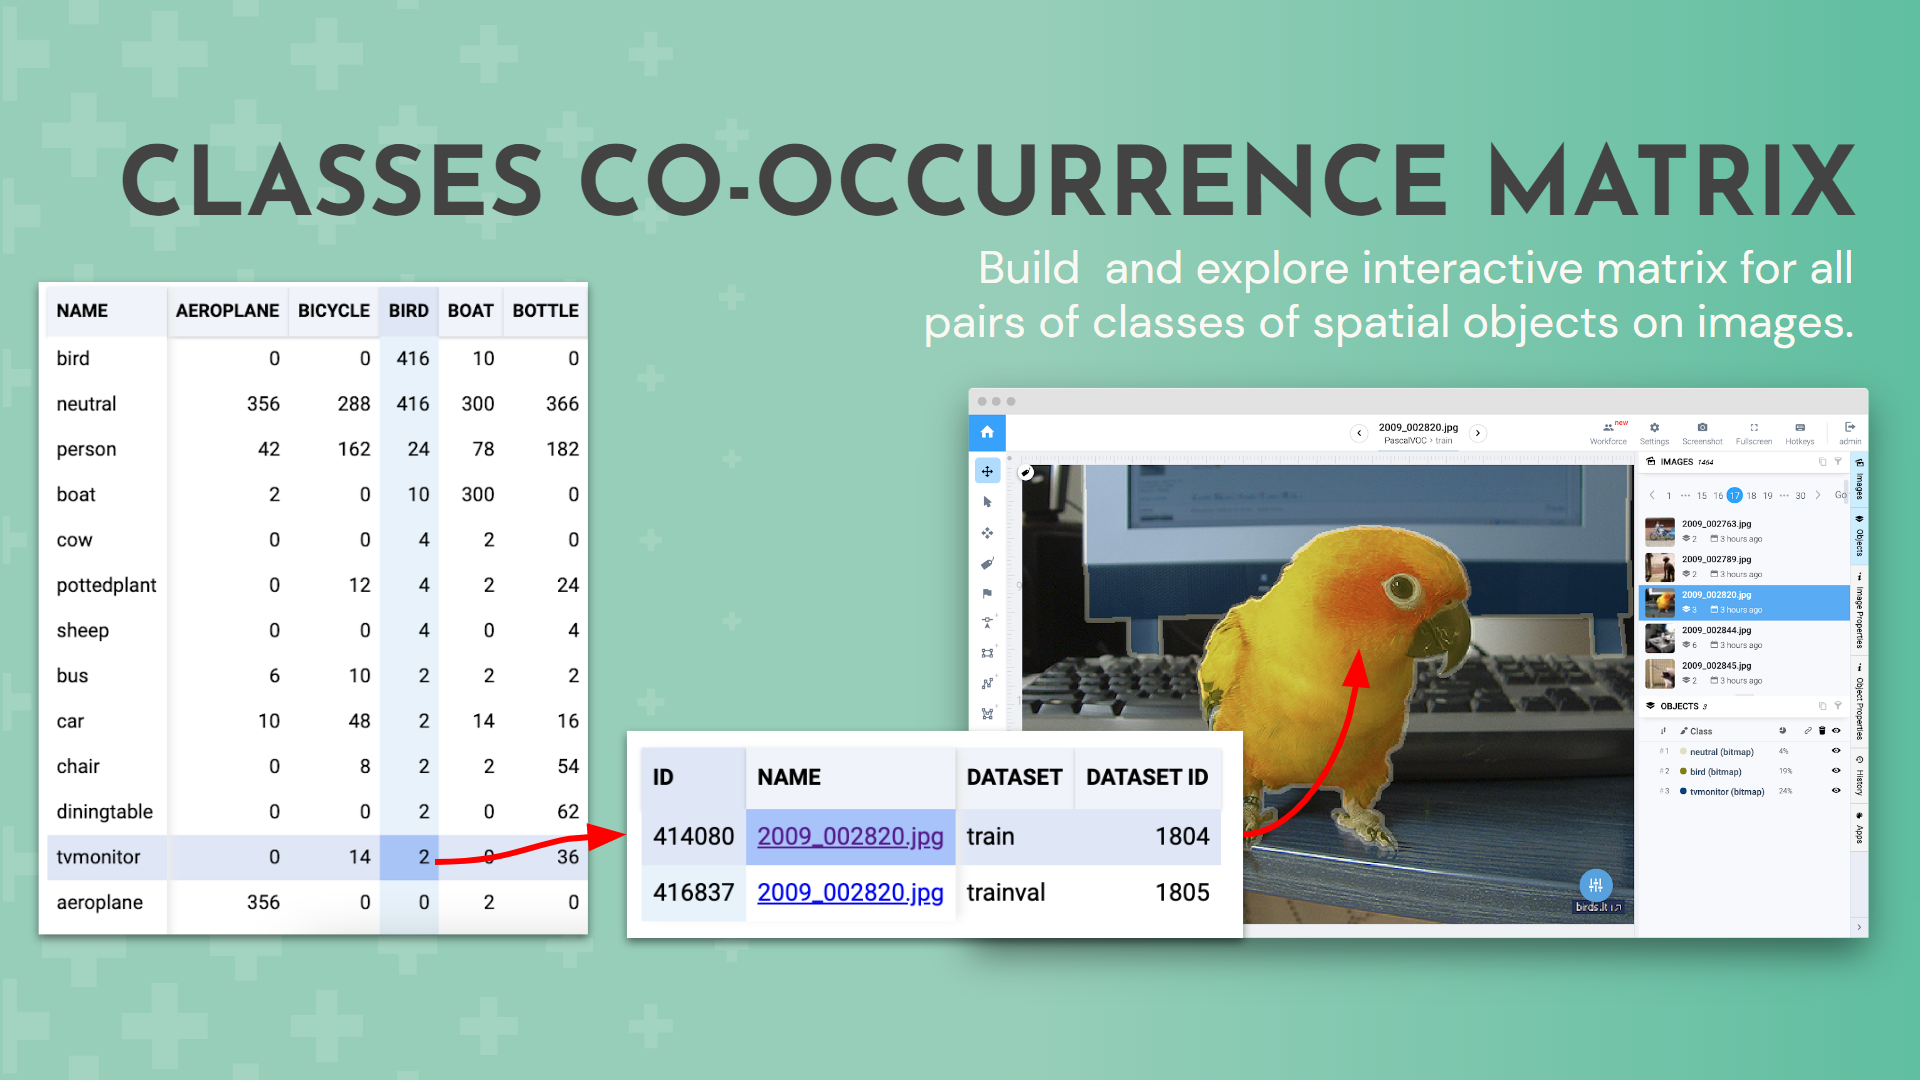 CLASSES CO-OCCURRENCE MATRIX
Build and explore interactive matrix for all
pairs of classes of spatial objects on images.
NAME AEROPLANE BICYCLE BIRD BOAT BOTTLE
bird 0 0 416 10 0
neutral 356 288 416 300 366
person 42 162 24 78 182
boat 2 0 10 300 0
cow 0 0 4 2 0
pottedplant 0 12 4 2 24
sheep 0 0 4 0 4
bus 6 10 2 2 2
car 10 48 2 14 16
chair 0 8 2 2 54
diningtable 0 0 2 0 62
tvmonitor 0 14 2 0 36
aeroplane 356 0 0 2 0
ID NAME DATASET DATASET ID
414080 2009_002820.jpg train 1804
416837 2009_002820.jpg trainval 1805
2009_002820.jpg
PascalVOC > train
new
Workforce Settings Screenshot Fullscreen Hotkeys admin
IMAGES 1464
1 ··· 15 16 17 18 19 ··· 30 Go
2009_002763.jpg
2 3 hours ago
2009_002789.jpg
2 3 hours ago
2009_002820.jpg
3 3 hours ago
2009_002844.jpg
6 3 hours ago
2009_002845.jpg
2 3 hours ago
OBJECTS 3
Class
#1 neutral (bitmap) 4%
#2 bird (bitmap) 19%
#3 tvmonitor (bitmap) 24%
Images
Objects
Image Properties
Object Properties
History
Apps
birds.lt